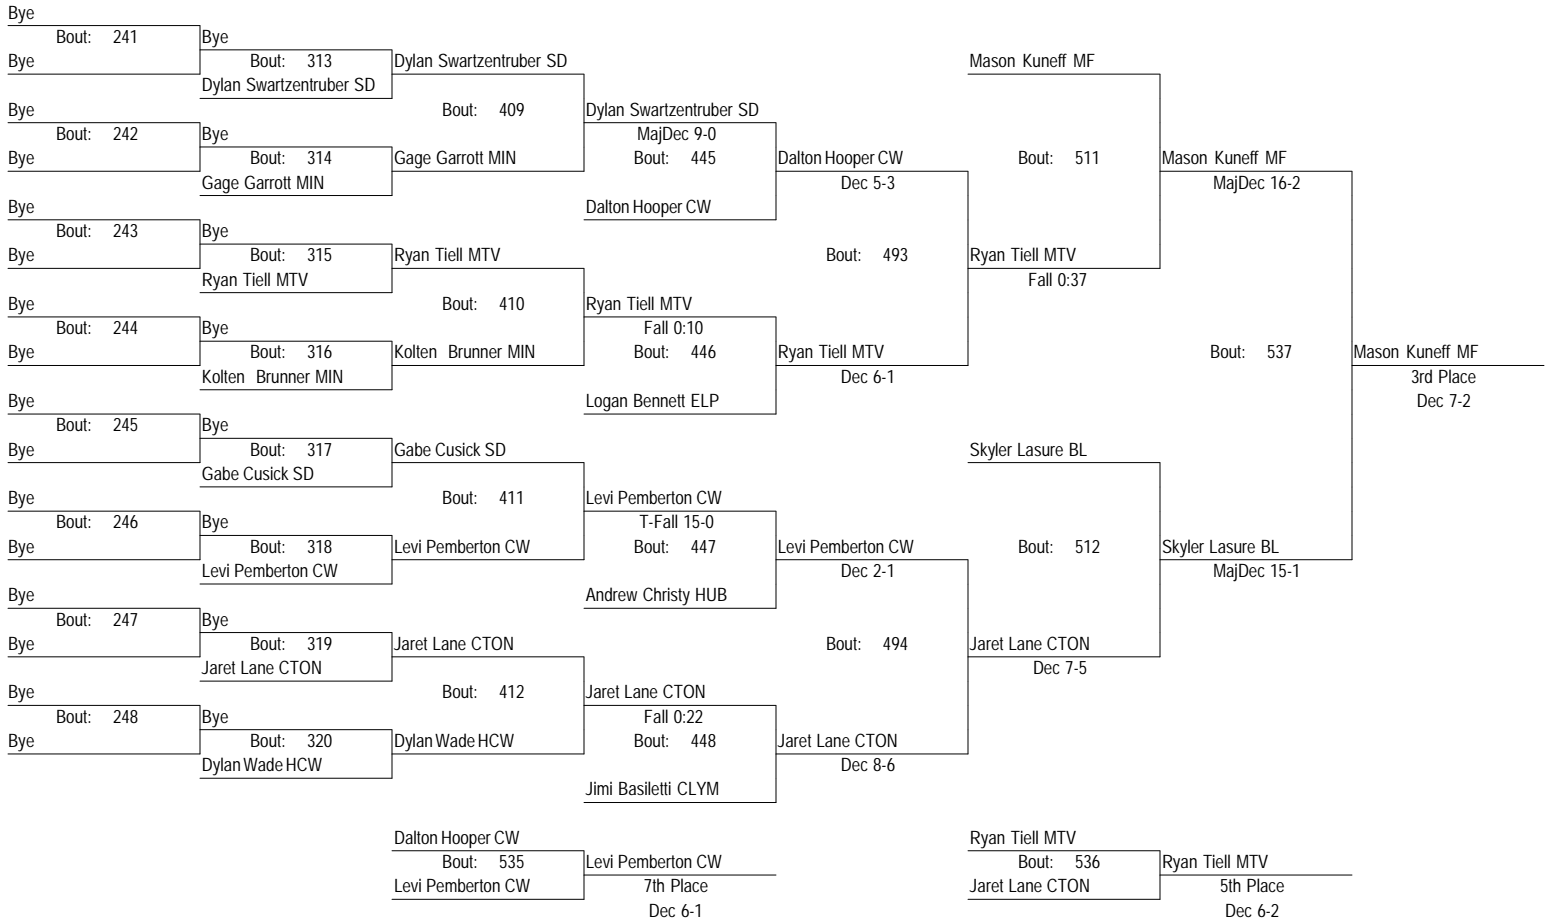 Bye
Bout: 241 Bye
Bye Bout: 313 Dylan Swartzentruber SD Mason Kuneff MF
Dylan Swartzentruber SD
Bye Bout: 409 Dylan Swartzentruber SD
Bout: 242 Bye MajDec 9-0
Bye Bout: 314 Gage Garrott MIN Bout: 445 Dalton Hooper CW Bout: 511 Mason Kuneff MF
Gage Garrott MIN Dec 5-3 MajDec 16-2
Bye Dalton Hooper CW
Bout: 243 Bye
Bye Bout: 315 Ryan Tiell MTV Bout: 493 Ryan Tiell MTV
Ryan Tiell MTV Fall 0:37
Bye Bout: 410 Ryan Tiell MTV
Bout: 244 Bye Fall 0:10
Bye Bout: 316 Kolten Brunner MIN Bout: 446 Ryan Tiell MTV Bout: 537 Mason Kuneff MF
Kolten Brunner MIN Dec 6-1 3rd Place
Bye Logan Bennett ELP Dec 7-2
Bout: 245 Bye
Bye Bout: 317 Gabe Cusick SD Skyler Lasure BL
Gabe Cusick SD
Bye Bout: 411 Levi Pemberton CW
Bout: 246 Bye T-Fall 15-0
Bye Bout: 318 Levi Pemberton CW Bout: 447 Levi Pemberton CW Bout: 512 Skyler Lasure BL
Levi Pemberton CW Dec 2-1 MajDec 15-1
Bye Andrew Christy HUB
Bout: 247 Bye
Bye Bout: 319 Jaret Lane CTON Bout: 494 Jaret Lane CTON
Jaret Lane CTON Dec 7-5
Bye Bout: 412 Jaret Lane CTON
Bout: 248 Bye Fall 0:22
Bye Bout: 320 Dylan Wade HCW Bout: 448 Jaret Lane CTON
Dylan Wade HCW Dec 8-6
Jimi Basiletti CLYM
Dalton Hooper CW Ryan Tiell MTV
Bout: 535 Levi Pemberton CW Bout: 536 Ryan Tiell MTV
Levi Pemberton CW 7th Place Jaret Lane CTON 5th Place
Dec 6-1 Dec 6-2